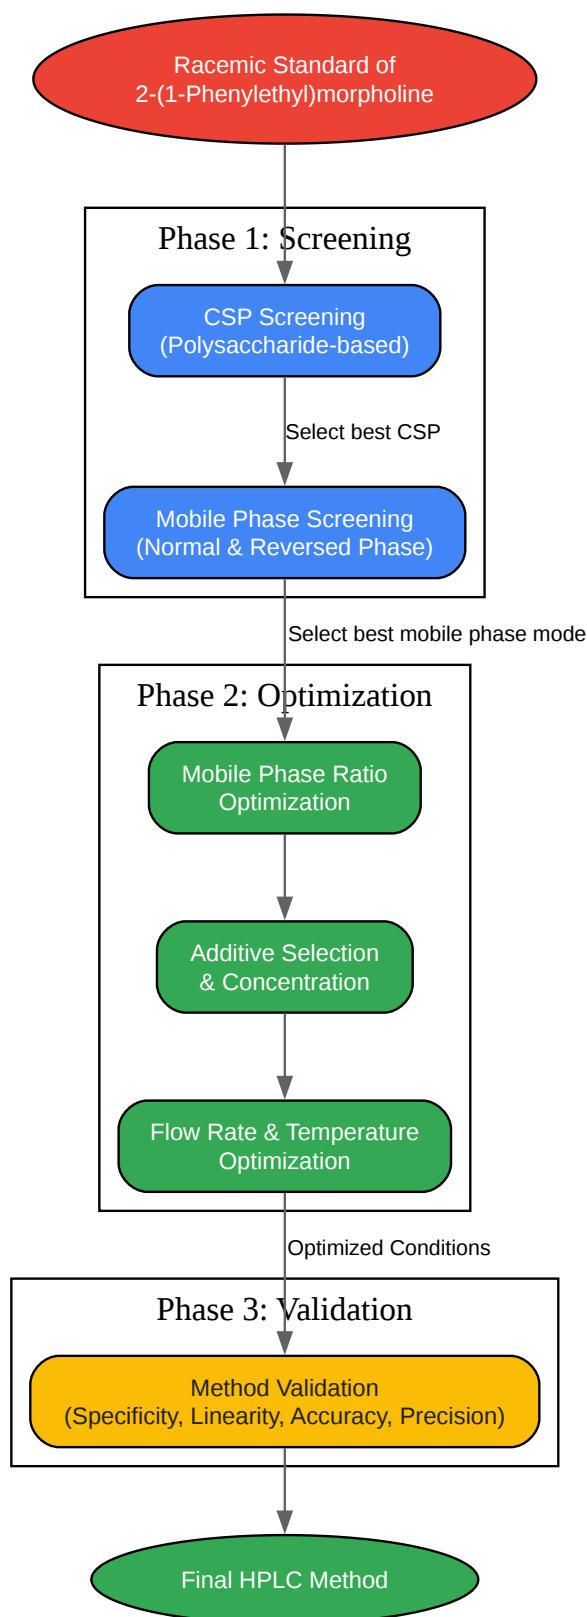 Racemic Standard of
2-(1-Phenylethyl)morpholine
Phase 1: Screening
CSP Screening
(Polysaccharide-based)
Select best CSP
Mobile Phase Screening
(Normal & Reversed Phase)
Select best mobile phase mode
Phase 2: Optimization
Mobile Phase Ratio
Optimization
Additive Selection
& Concentration
Flow Rate & Temperature
Optimization
Optimized Conditions
Phase 3: Validation
Method Validation
(Specificity, Linearity, Accuracy, Precision)
Final HPLC Method